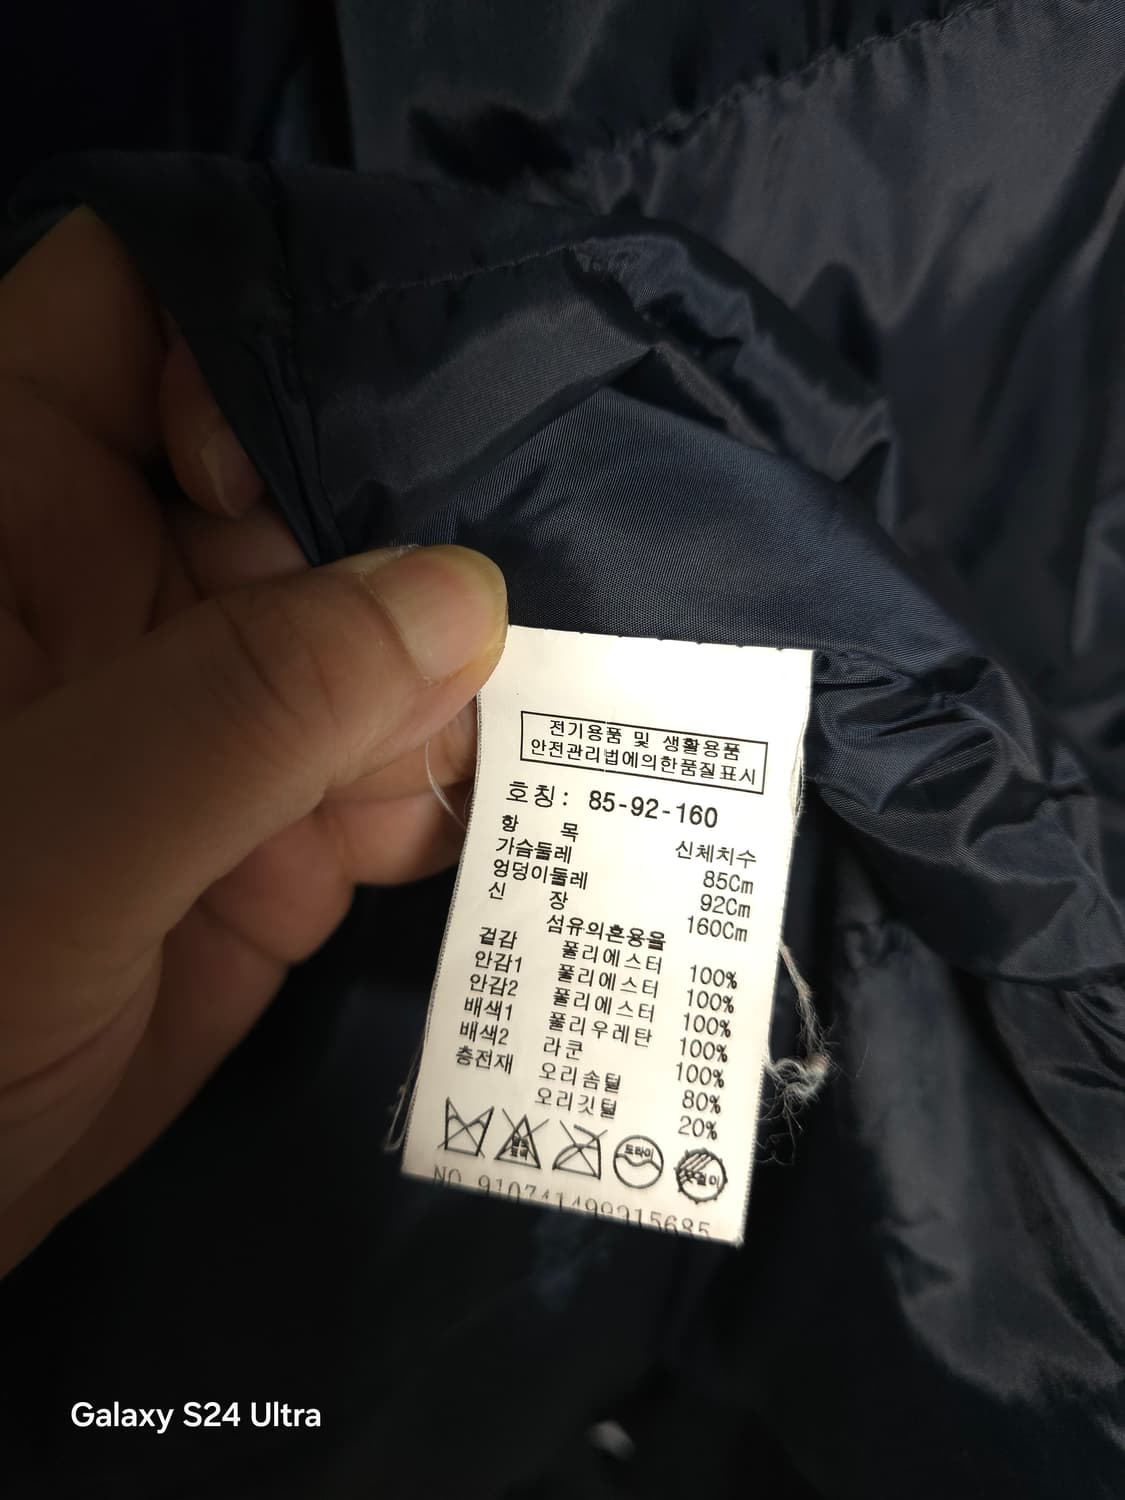 전기용품 및 생활용품
안전관리법에의한품질표시
호칭: 85-92-160
항 목 신체치수
가슴둘레 85Cm
엉덩이둘레 92Cm
신 장 160Cm
섬유의혼용율
겉감 폴리에스터 100%
안감1 폴리에스터 100%
안감2 폴리에스터 100%
배색1 폴리우레탄 100%
배색2 라쿤 100%
충전재 오리솜털 80%
오리깃털 20%
드라이
Galaxy S24 Ultra